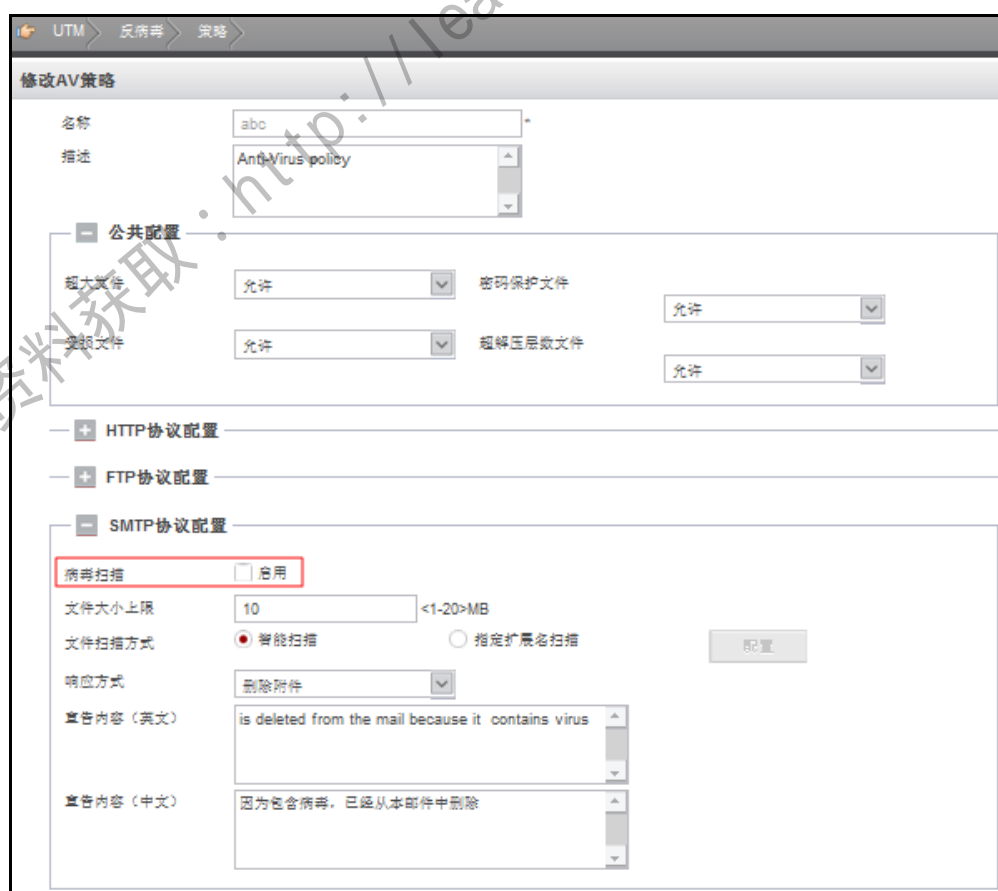 UTM 反病毒 策略
修改AV策略
名称 abc *
描述 Anti-Virus policy
公共配置
超大文件 允许 密码保护文件 允许
受损文件 允许 超解压层数文件 允许
HTTP协议配置
FTP协议配置
SMTP协议配置
病毒扫描 启用
文件大小上限 10 <1-20>MB
文件扫描方式 智能扫描 指定扩展名扫描 配置
响应方式 删除附件
宣告内容（英文） is deleted from the mail because it contains virus
宣告内容（中文） 因为包含病毒，已经从本邮件中删除
资料获取：http://lea